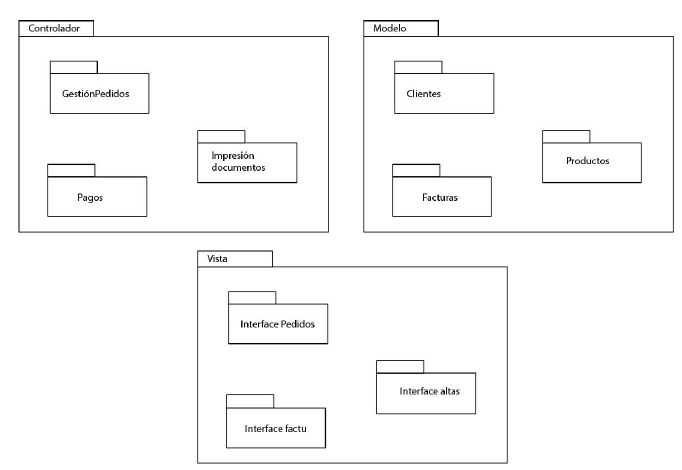 Controlador
GestiónPedidos
Impresión
documentos
Pagos
Modelo
Clientes
Productos
Facturas
Vista
Interface Pedidos
Interface altas
Interface factu